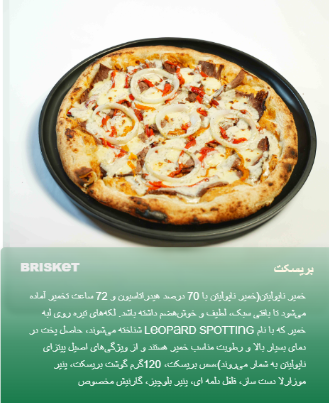 بریسکت
BRISKET
خمیر ناپولیتن(خمیر ناپولیتن با 70 درصد هیدراتاسیون و 72 ساعت تخمیر آماده
می‌شود تا بافتی سبک، لطیف و خوش‌هضم داشته باشد. لکه‌های تیره روی لبه
خمیر که با نام LEOPARD SPOTTING شناخته می‌شوند، حاصل پخت در
دمای بسیار بالا و رطوبت مناسب خمیر هستند و از ویژگی‌های اصیل پیتزای
ناپولیتن به شمار می‌روند)،سس بریسکت، 120گرم گوشت بریسکت، پنیر
موزارلا دست ساز، فلفل دلمه ای، پنیر بلوچیز، گارنیش مخصوص